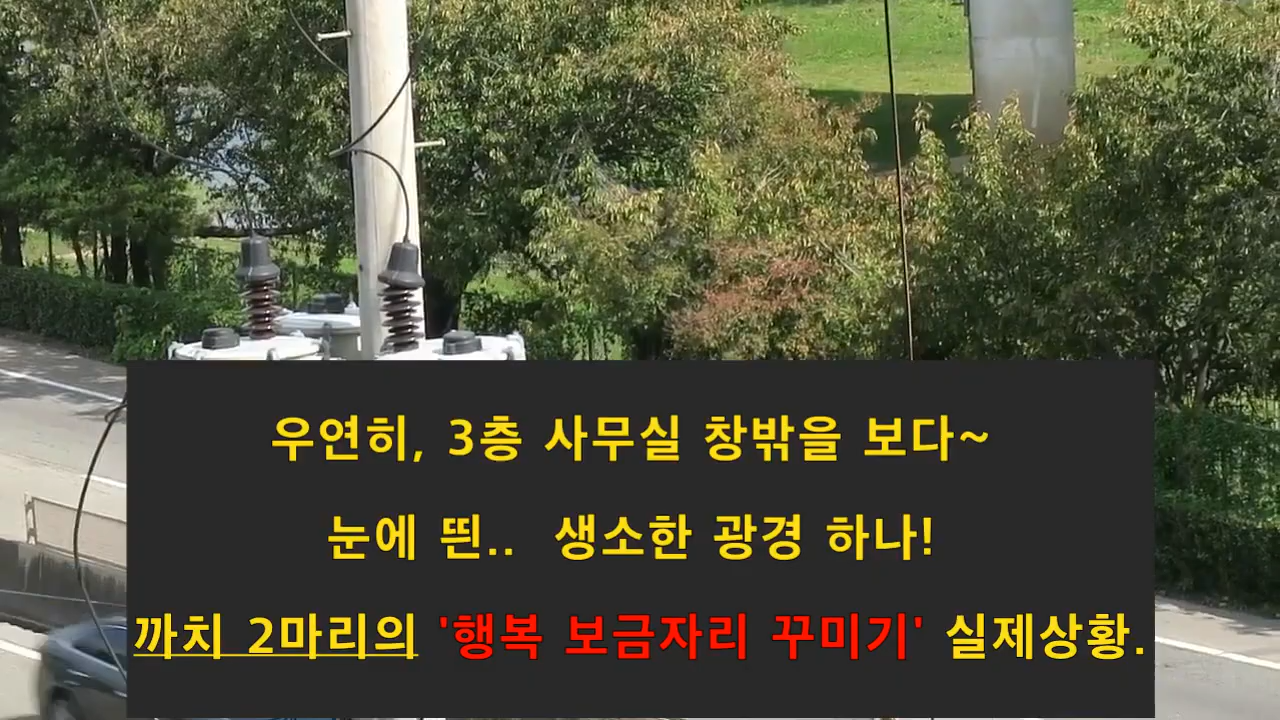 우연히, 3층 사무실 창밖을 보다~
눈에 띈.. 생소한 광경 하나!
까치 2마리의 '행복 보금자리 꾸미기' 실제상황.